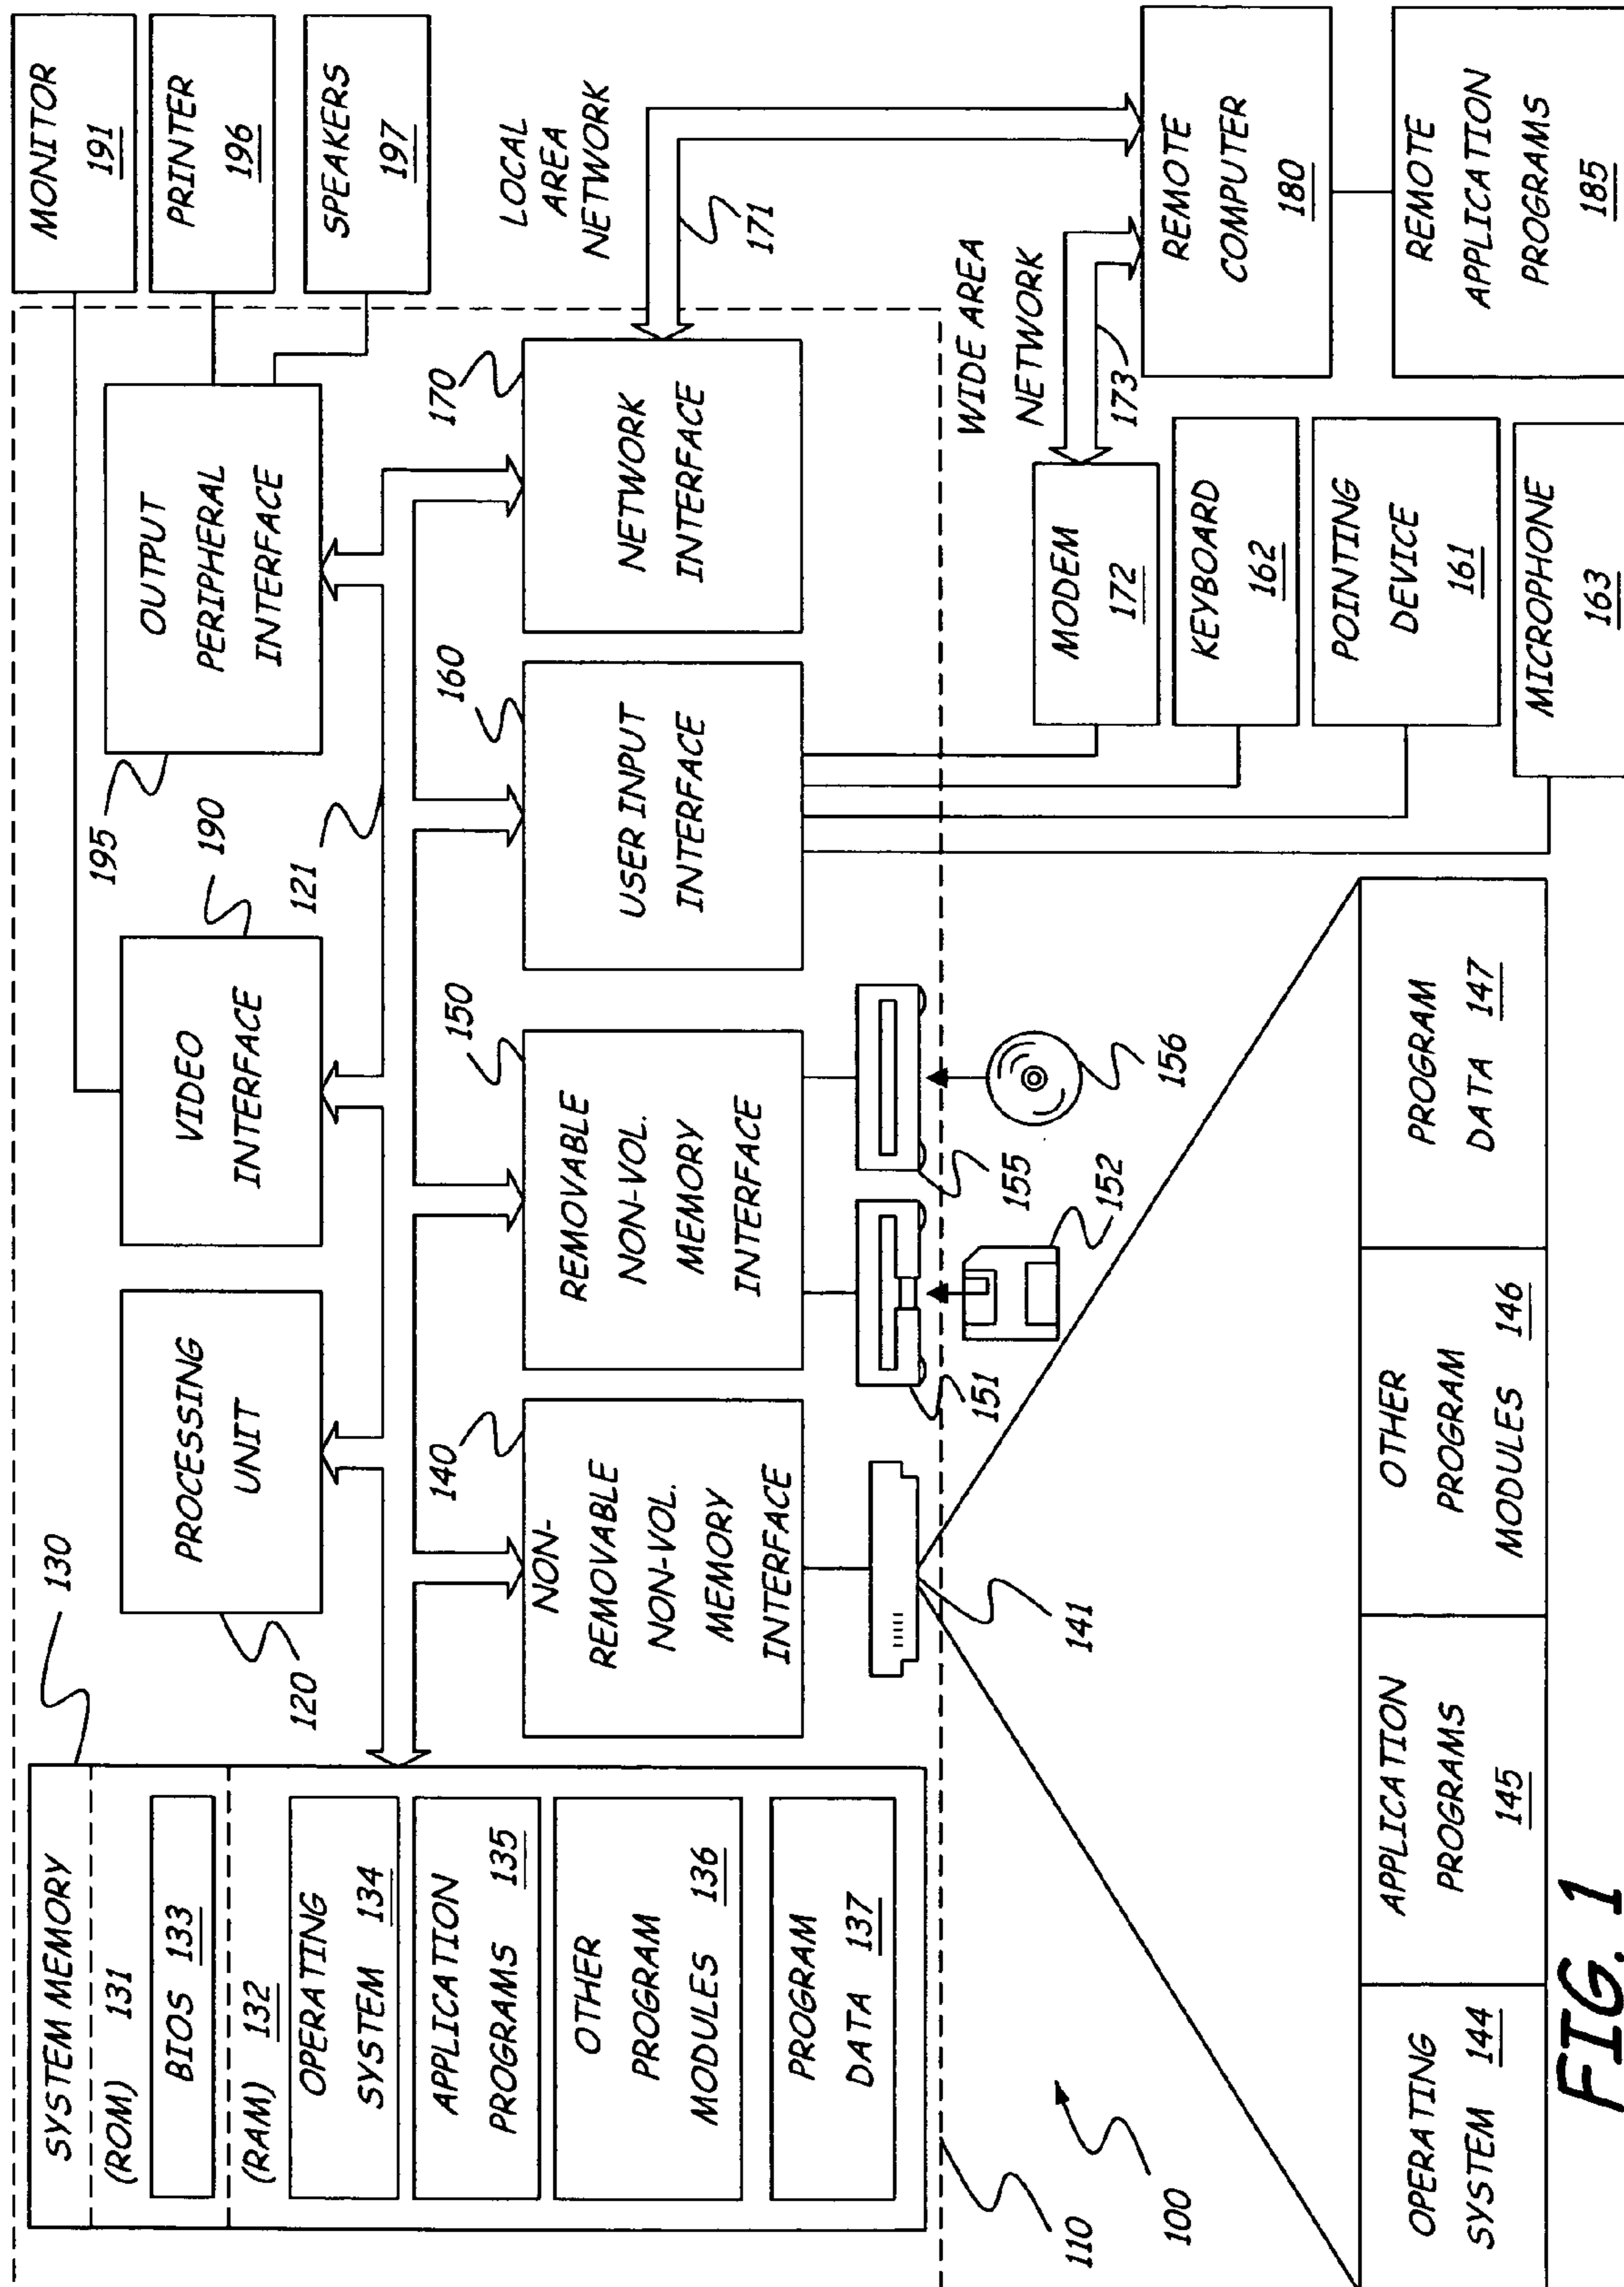 SYSTEM MEMORY
(ROM) 131
BIOS 133
(RAM) 132
OPERATING
SYSTEM 134
APPLICATION
PROGRAMS 135
OTHER
PROGRAM
MODULES 136
PROGRAM
DATA 137
130
PROCESSING
UNIT
120
VIDEO
INTERFACE
190
OUTPUT
PERIPHERAL
INTERFACE
195
121
MONITOR
191
PRINTER
196
SPEAKERS
197
NON-
REMOVABLE
NON-VOL.
MEMORY
INTERFACE
140
REMOVABLE
NON-VOL.
MEMORY
INTERFACE
150
USER INPUT
INTERFACE
160
NETWORK
INTERFACE
170
LOCAL
AREA
NETWORK
171
141
151
152
155
156
WIDE AREA
NETWORK
173
MODEM
172
KEYBOARD
162
POINTING
DEVICE
161
MICROPHONE
163
REMOTE
COMPUTER
180
REMOTE
APPLICATION
PROGRAMS
185
110
100
OPERATING
SYSTEM 144
APPLICATION
PROGRAMS
145
OTHER
PROGRAM
MODULES 146
PROGRAM
DATA 147
FIG. 1